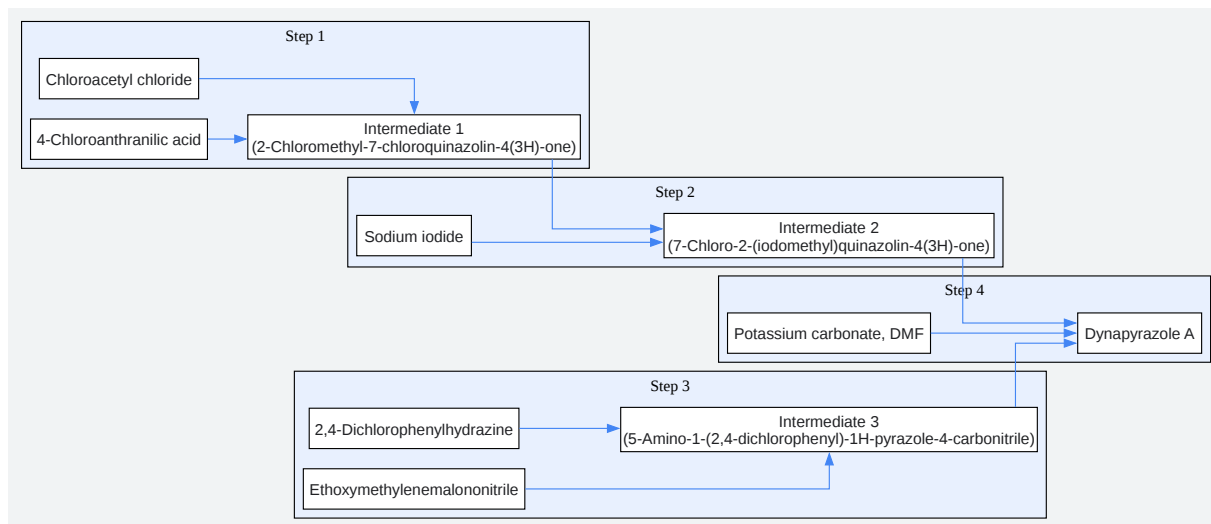 Step 1
Chloroacetyl chloride
4-Chloroanthranilic acid
Intermediate 1
(2-Chloromethyl-7-chloroquinazolin-4(3H)-one)
Step 2
Sodium iodide
Intermediate 2
(7-Chloro-2-(iodomethyl)quinazolin-4(3H)-one)
Step 4
Potassium carbonate, DMF
Dynapyrazole A
Step 3
2,4-Dichlorophenylhydrazine
Intermediate 3
(5-Amino-1-(2,4-dichlorophenyl)-1H-pyrazole-4-carbonitrile)
Ethoxymethylenemalononitrile